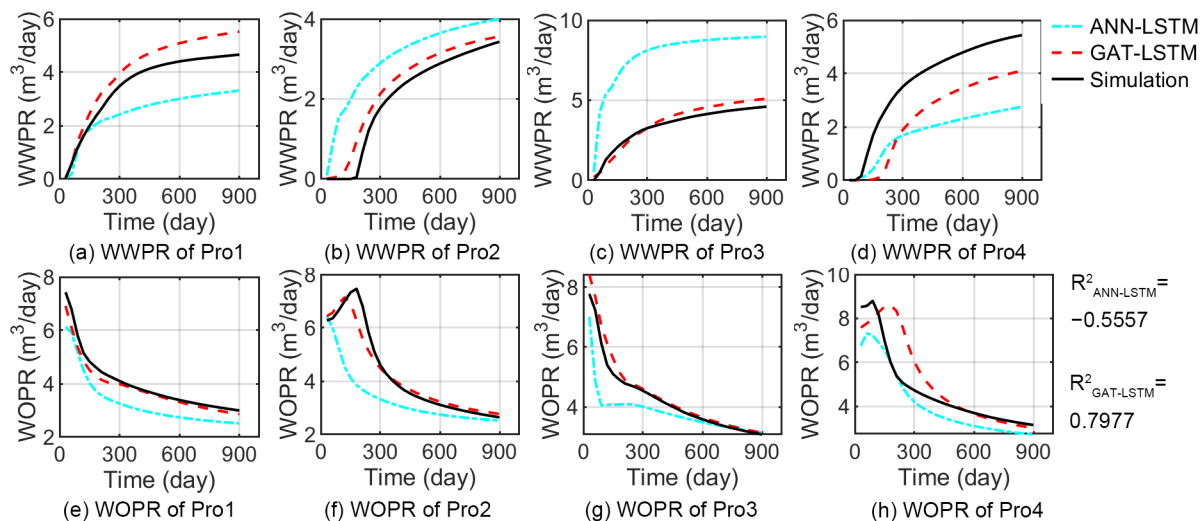 ANN-LSTM
GAT-LSTM
Simulation
WWPR (m³/day)
6
4
2
0
0 300 600 900
Time (day)
(a) WWPR of Pro1
WWPR (m³/day)
4
2
0
0 300 600 900
Time (day)
(b) WWPR of Pro2
WWPR (m³/day)
10
5
0
0 300 600 900
Time (day)
(c) WWPR of Pro3
WWPR (m³/day)
6
4
2
0
0 300 600 900
Time (day)
(d) WWPR of Pro4
WOPR (m³/day)
8
6
4
2
0 300 600 900
Time (day)
(e) WOPR of Pro1
WOPR (m³/day)
8
6
4
2
0 300 600 900
Time (day)
(f) WOPR of Pro2
WOPR (m³/day)
8
6
4
0 300 600 900
Time (day)
(g) WOPR of Pro3
WOPR (m³/day)
10
8
6
4
0 300 600 900
Time (day)
(h) WOPR of Pro4
R²ANN-LSTM=
−0.5557
R²GAT-LSTM=
0.7977